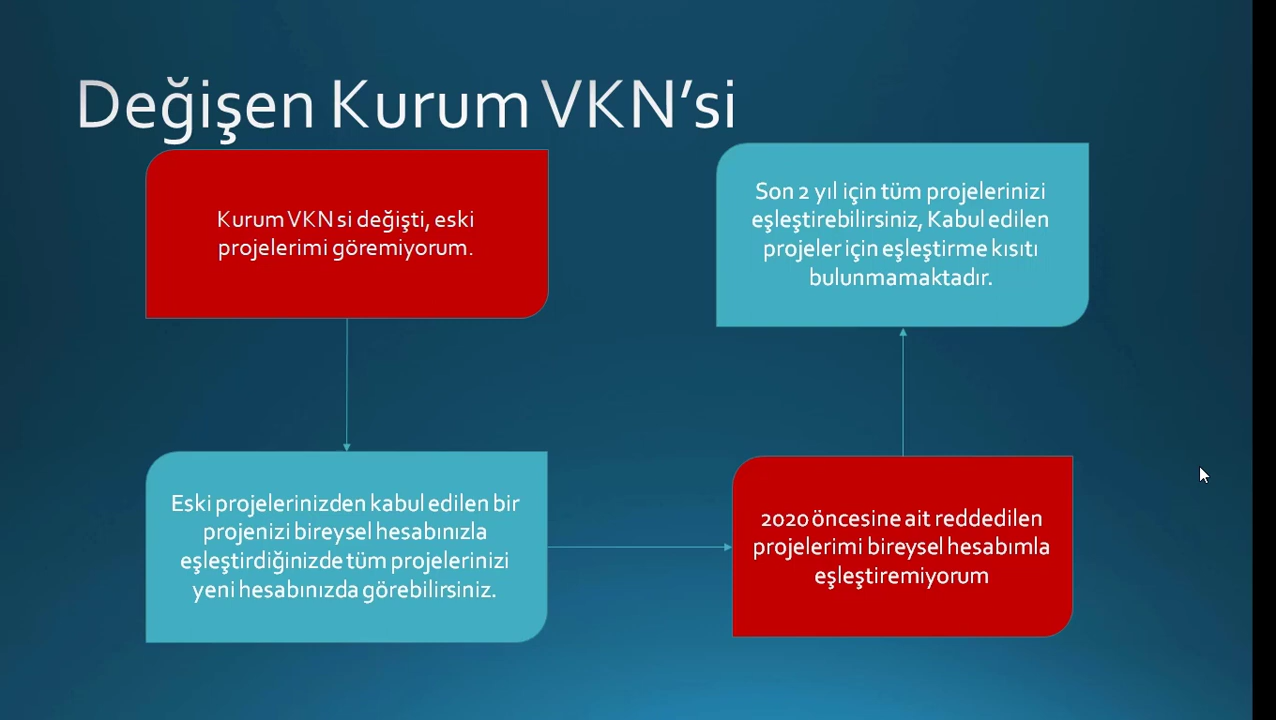 Değişen Kurum VKN’si
Kurum VKN si değişti, eski
projelerimi göremiyorum.
Eski projelerinizden kabul edilen bir
projenizi bireysel hesabınızla
eşleştirdiğinizde tüm projelerinizi
yeni hesabınızda görebilirsiniz.
2020 öncesine ait reddedilen
projelerimi bireysel hesabımla
eşleştiremiyorum
Son 2 yıl için tüm projelerinizi
eşleştirebilirsiniz, Kabul edilen
projeler için eşleştirme kısıtı
bulunmamaktadır.